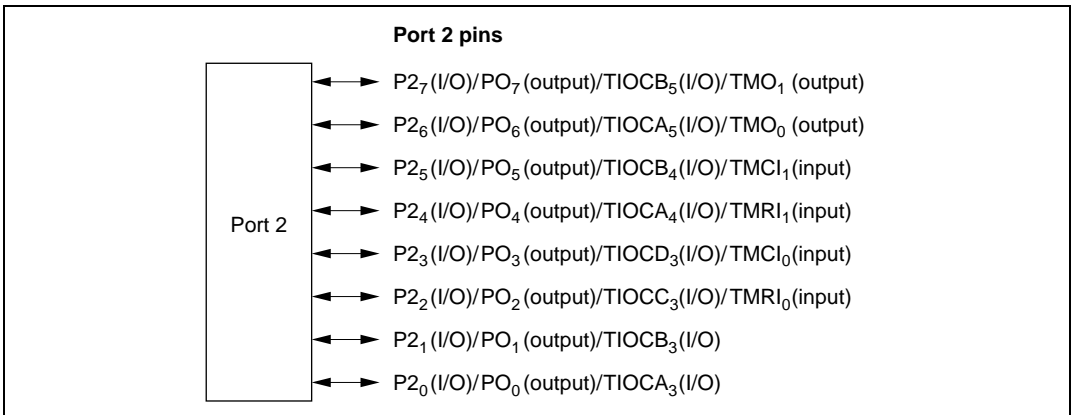 Port 2 pins
P2₇(I/O)/PO₇(output)/TIOCB₅(I/O)/TMO₁ (output)
P2₆(I/O)/PO₆(output)/TIOCA₅(I/O)/TMO₀ (output)
P2₅(I/O)/PO₅(output)/TIOCB₄(I/O)/TMCI₁(input)
P2₄(I/O)/PO₄(output)/TIOCA₄(I/O)/TMRI₁(input)
Port 2
P2₃(I/O)/PO₃(output)/TIOCD₃(I/O)/TMCI₀(input)
P2₂(I/O)/PO₂(output)/TIOCC₃(I/O)/TMRI₀(input)
P2₁(I/O)/PO₁(output)/TIOCB₃(I/O)
P2₀(I/O)/PO₀(output)/TIOCA₃(I/O)